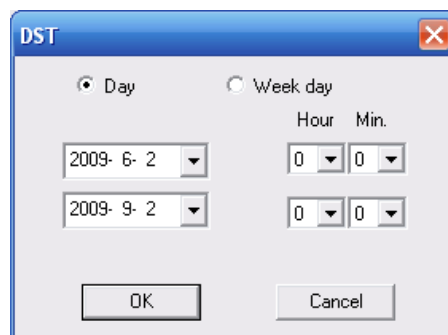 DST
Day Week day
Hour Min.
2009- 6- 2 0 0
2009- 9- 2 0 0
OK Cancel